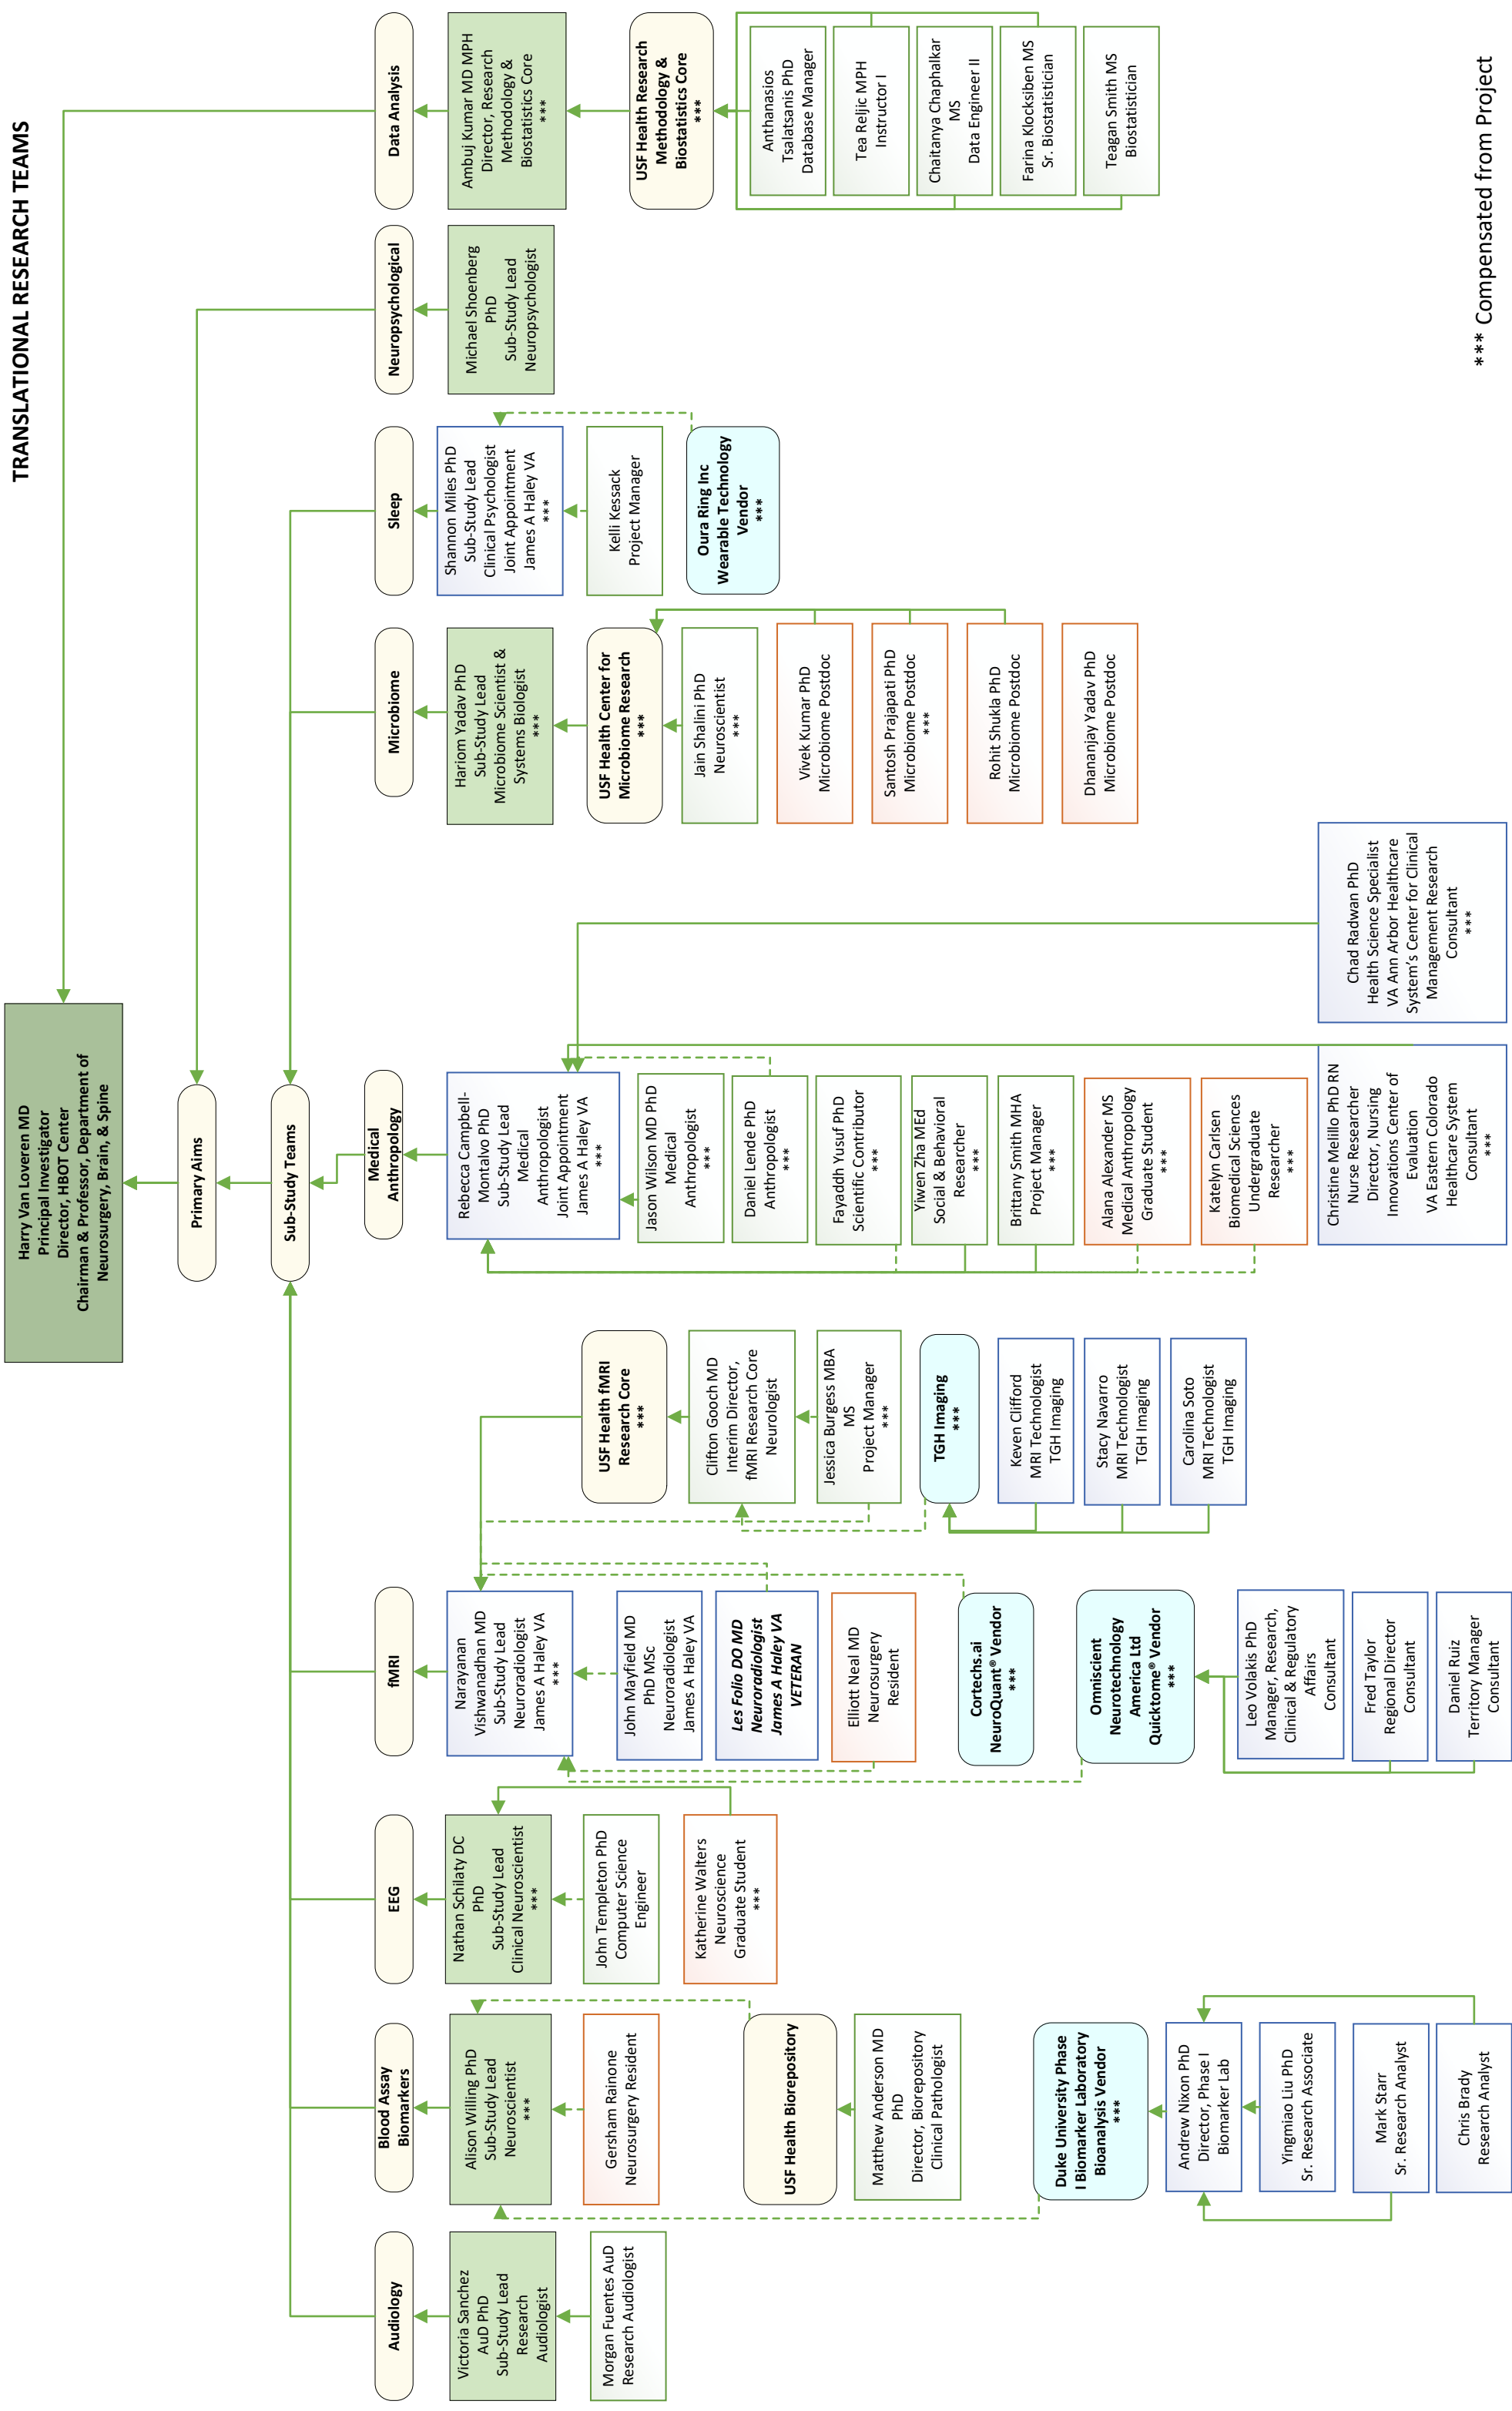 TRANSLATIONAL RESEARCH TEAMS
Harry Van Loveren MD
Principal Investigator
Director, HBOT Center
Chairman & Professor, Department of
Neurosurgery, Brain, & Spine
Primary Aims
Sub-Study Teams
Audiology
Victoria Sanchez
AuD PhD
Sub-Study Lead
Research
Audiologist
Morgan Fuentes AuD
Research Audiologist
Blood Assay
Biomarkers
Alison Willing PhD
Sub-Study Lead
Neuroscientist
***
Gersham Rainone
Neurosurgery Resident
USF Health Biorepository
Matthew Anderson MD
PhD
Director, Biorepository
Clinical Pathologist
Duke University Phase
I Biomarker Laboratory
Bioanalysis Vendor
***
Andrew Nixon PhD
Director, Phase I
Biomarker Lab
Yingmiao Liu PhD
Sr. Research Associate
Mark Starr
Sr. Research Analyst
Chris Brady
Research Analyst
EEG
Nathan Schilaty DC
PhD
Sub-Study Lead
Clinical Neuroscientist
***
John Templeton PhD
Computer Science
Engineer
Katherine Walters
Neuroscience
Graduate Student
***
fMRI
Narayanan
Vishwanadhan MD
Sub-Study Lead
Neuroradiologist
James A Haley VA
***
John Mayfield MD
PhD MSc
Neuroradiologist
James A Haley VA
Les Folio DO MD
Neuroradiologist
James A Haley VA
VETERAN
Elliott Neal MD
Neurosurgery
Resident
Cortechs.ai
NeuroQuant® Vendor
***
Omniscient
Neurotechnology
America Ltd
Quicktome® Vendor
***
Leo Volakis PhD
Manager, Research,
Clinical & Regulatory
Affairs
Consultant
Fred Taylor
Regional Director
Consultant
Daniel Ruiz
Territory Manager
Consultant
USF Health fMRI
Research Core
***
Clifton Gooch MD
Interim Director,
fMRI Research Core
Neurologist
Jessica Burgess MBA
MS
Project Manager
***
TGH Imaging
***
Keven Clifford
MRI Technologist
TGH Imaging
Stacy Navarro
MRI Technologist
TGH Imaging
Carolina Soto
MRI Technologist
TGH Imaging
Medical
Anthropology
Rebecca Campbell-
Montalvo PhD
Sub-Study Lead
Medical
Anthropologist
Joint Appointment
James A Haley VA
***
Jason Wilson MD PhD
Medical
Anthropologist
***
Daniel Lende PhD
Anthropologist
***
Fayaddh Yusuf PhD
Scientific Contributor
***
Yiwen Zha MEd
Social & Behavioral
Researcher
***
Brittany Smith MHA
Project Manager
***
Alana Alexander MS
Medical Anthropology
Graduate Student
***
Katelyn Carlsen
Biomedical Sciences
Undergraduate
Researcher
***
Christine Melillo PhD RN
Nurse Researcher
Director, Nursing
Innovations Center of
Evaluation
VA Eastern Colorado
Healthcare System
Consultant
***
Chad Radwan PhD
Health Science Specialist
VA Ann Arbor Healthcare
System's Center for Clinical
Management Research
Consultant
***
Microbiome
Hariom Yadav PhD
Sub-Study Lead
Microbiome Scientist &
Systems Biologist
***
USF Health Center for
Microbiome Research
***
Jain Shalini PhD
Neuroscientist
***
Vivek Kumar PhD
Microbiome Postdoc
Santosh Prajapati PhD
Microbiome Postdoc
***
Rohit Shukla PhD
Microbiome Postdoc
Dhananjay Yadav PhD
Microbiome Postdoc
Sleep
Shannon Miles PhD
Sub-Study Lead
Clinical Psychologist
Joint Appointment
James A Haley VA
***
Kelli Kessack
Project Manager
Oura Ring Inc
Wearable Technology
Vendor
***
Neuropsychological
Michael Shoenberg
PhD
Sub-Study Lead
Neuropsychologist
Data Analysis
Ambuj Kumar MD MPH
Director, Research
Methodology &
Biostatistics Core
***
USF Health Research
Methodology &
Biostatistics Core
***
Anthanasios
Tsalatsanis PhD
Database Manager
Tea Reljic MPH
Instructor I
Chaitanya Chaphalkar
MS
Data Engineer II
Farina Klocksiben MS
Sr. Biostatistician
Teagan Smith MS
Biostatistician
*** Compensated from Project